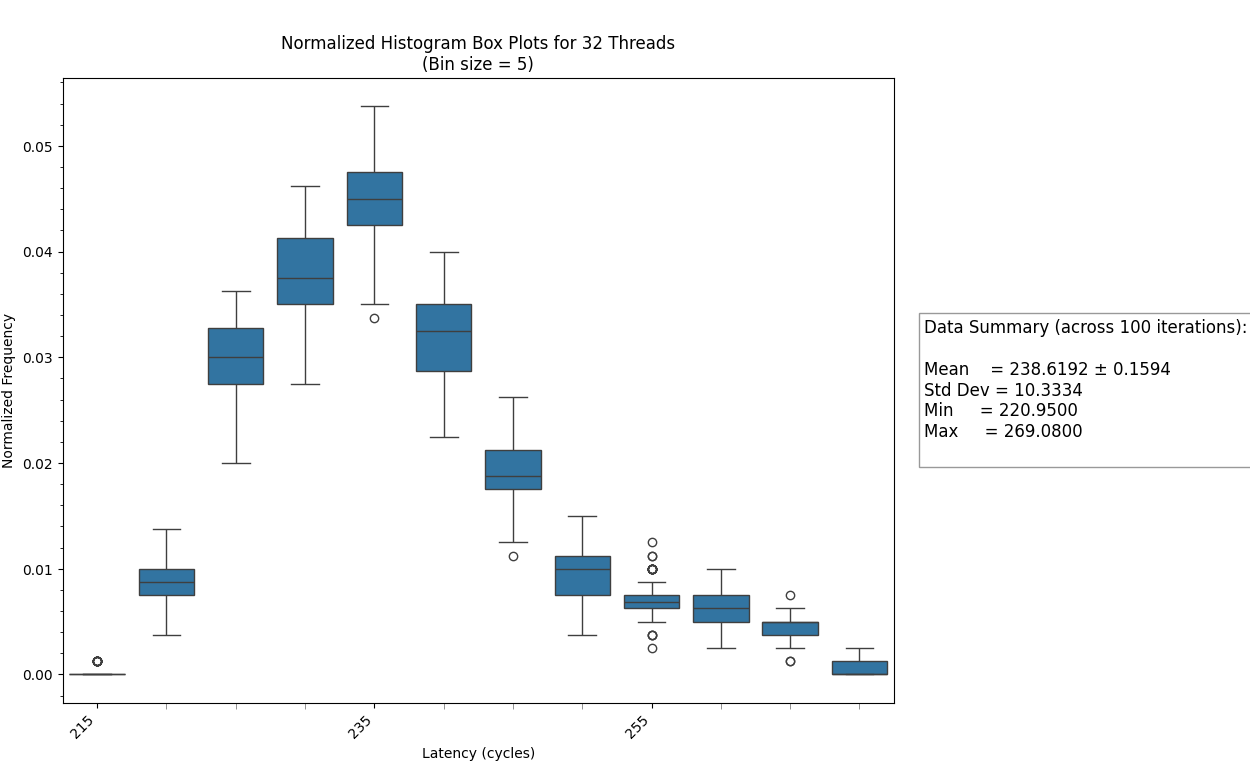 Normalized Histogram Box Plots for 32 Threads
(Bin size = 5)
Normalized Frequency
0.05
0.04
0.03
0.02
0.01
0.00
215
235
255
Latency (cycles)
Data Summary (across 100 iterations):
Mean = 238.6192 ± 0.1594
Std Dev = 10.3334
Min = 220.9500
Max = 269.0800